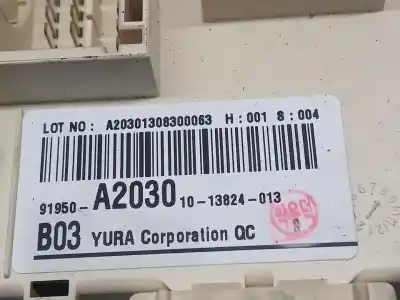 LOT NO: A20301308300063 H:001 S:004
91950-A2030 10-13824-013
B03 YURA Corporation QC